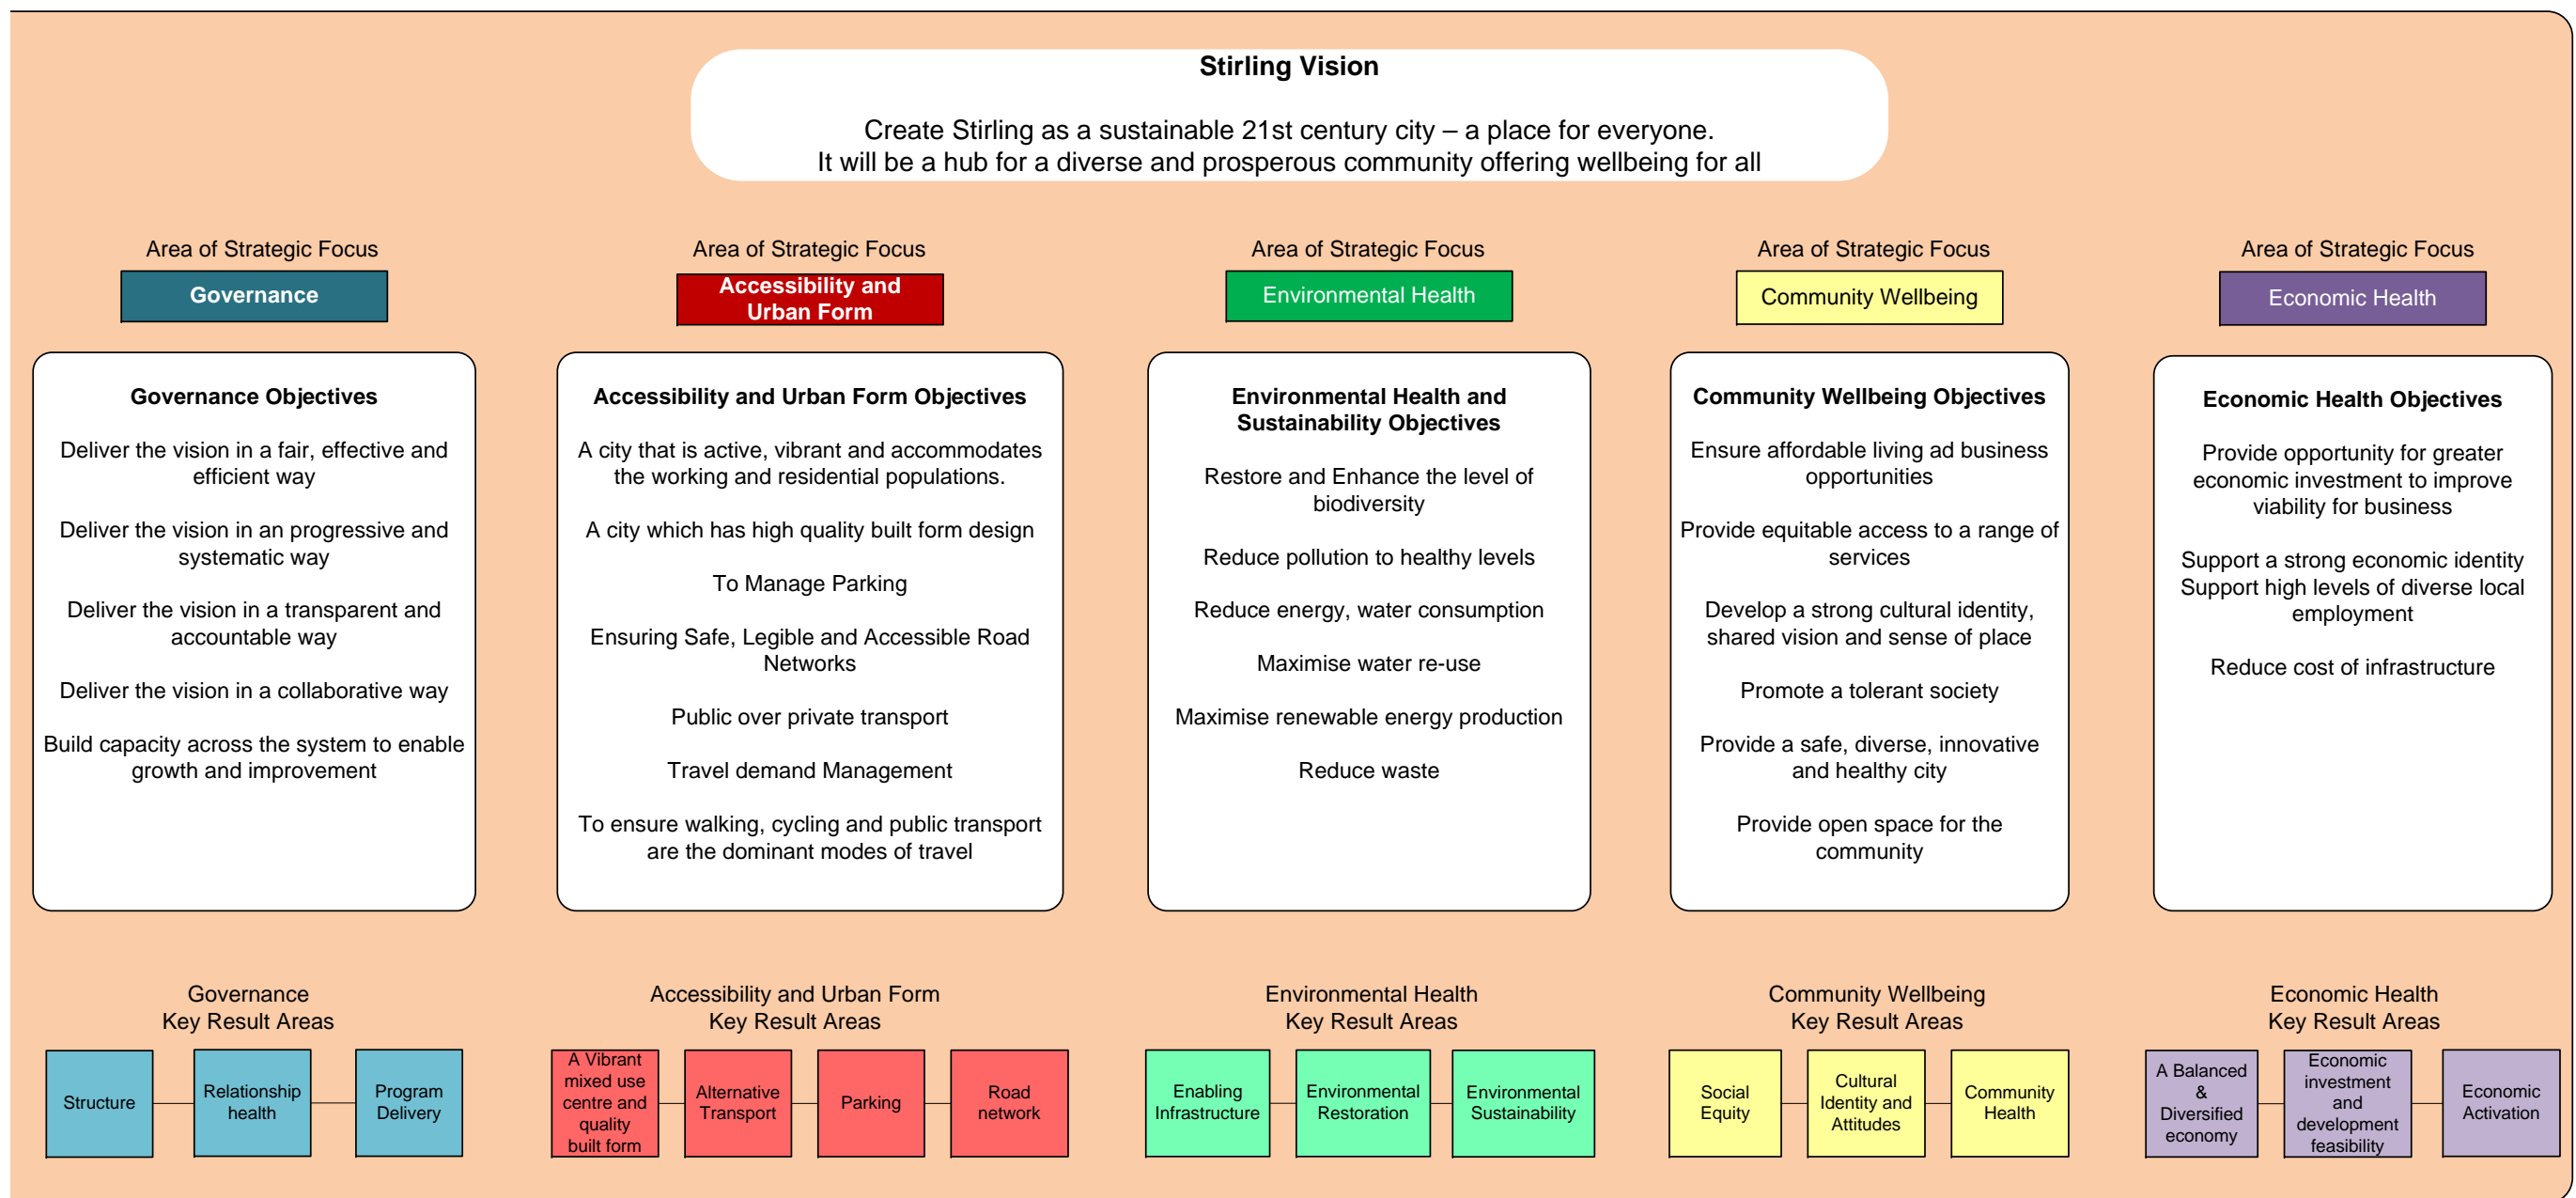 Stirling Vision
Create Stirling as a sustainable 21st century city – a place for everyone.
It will be a hub for a diverse and prosperous community offering wellbeing for all
Area of Strategic Focus
Governance
Governance Objectives
Deliver the vision in a fair, effective and
efficient way
Deliver the vision in an progressive and
systematic way
Deliver the vision in a transparent and
accountable way
Deliver the vision in a collaborative way
Build capacity across the system to enable
growth and improvement
Governance
Key Result Areas
Structure
Relationship
health
Program
Delivery
Area of Strategic Focus
Accessibility and
Urban Form
Accessibility and Urban Form Objectives
A city that is active, vibrant and accommodates
the working and residential populations.
A city which has high quality built form design
To Manage Parking
Ensuring Safe, Legible and Accessible Road
Networks
Public over private transport
Travel demand Management
To ensure walking, cycling and public transport
are the dominant modes of travel
Accessibility and Urban Form
Key Result Areas
A Vibrant
mixed use
centre and
quality
built form
Alternative
Transport
Parking
Road
network
Area of Strategic Focus
Environmental Health
Environmental Health and
Sustainability Objectives
Restore and Enhance the level of
biodiversity
Reduce pollution to healthy levels
Reduce energy, water consumption
Maximise water re-use
Maximise renewable energy production
Reduce waste
Environmental Health
Key Result Areas
Enabling
Infrastructure
Environmental
Restoration
Environmental
Sustainability
Area of Strategic Focus
Community Wellbeing
Community Wellbeing Objectives
Ensure affordable living ad business
opportunities
Provide equitable access to a range of
services
Develop a strong cultural identity,
shared vision and sense of place
Promote a tolerant society
Provide a safe, diverse, innovative
and healthy city
Provide open space for the
community
Community Wellbeing
Key Result Areas
Social
Equity
Cultural
Identity and
Attitudes
Community
Health
Area of Strategic Focus
Economic Health
Economic Health Objectives
Provide opportunity for greater
economic investment to improve
viability for business
Support a strong economic identity
Support high levels of diverse local
employment
Reduce cost of infrastructure
Economic Health
Key Result Areas
A Balanced
&
Diversified
economy
Economic
investment
and
development
feasibility
Economic
Activation